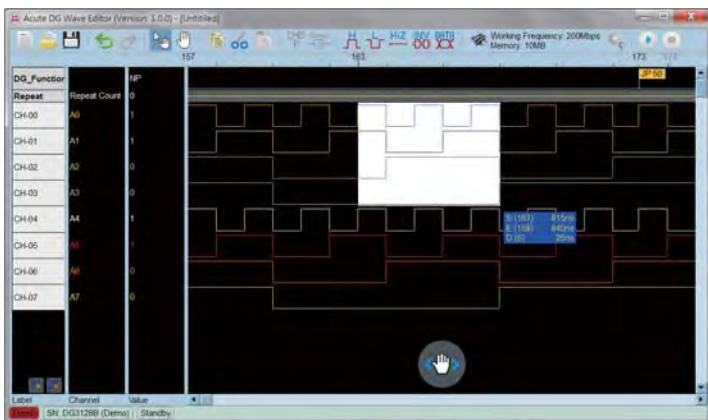 Acute DG Wave Editor (Version: 1.0.0) - [Untitled]
H L HiZ INV DATA
Working Frequency: 200Mbps
Memory: 10MB
157 163 173
DG_Function NP JP 50
Repeat Repeat Count 0
CH-00 A0 1
CH-01 A1 1
CH-02 A2 0
CH-03 A3 0
CH-04 A4 1
S (163) 815ns
E (168) 840ns
D (5) 25ns
CH-05 A5 1
CH-06 A6 0
CH-07 A7 0
Label Channel Value
Demo SN: DG3128B (Demo) Standby